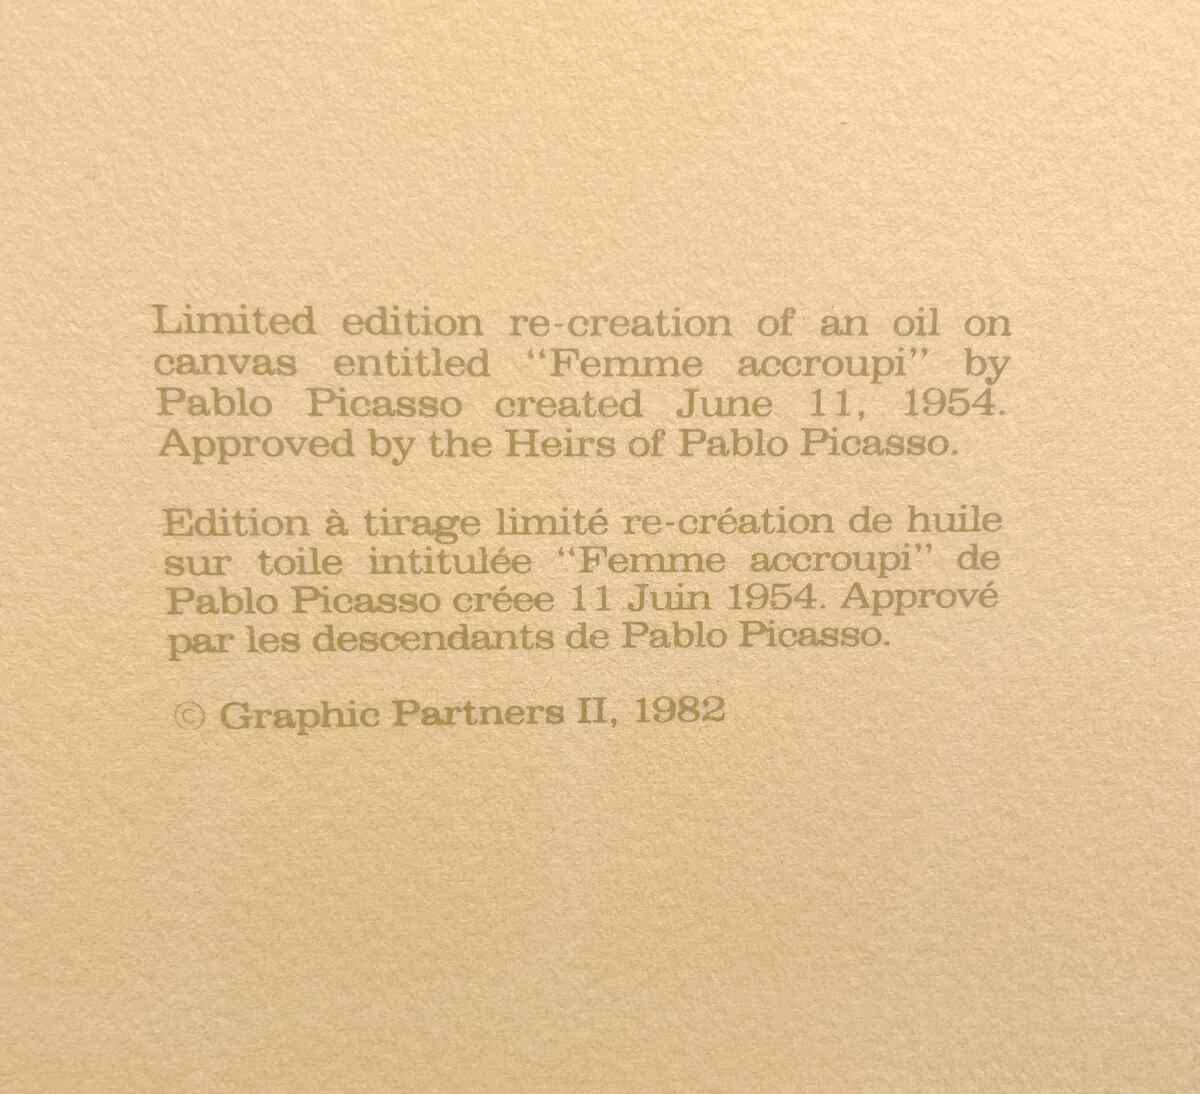 Limited edition re-creation of an oil on
canvas entitled “Femme accroupi” by
Pablo Picasso created June 11, 1954.
Approved by the Heirs of Pablo Picasso.
Edition à tirage limité re-création de huile
sur toile intitulée “Femme accroupi” de
Pablo Picasso créee 11 Juin 1954. Apprové
par les descendants de Pablo Picasso.
© Graphic Partners II, 1982